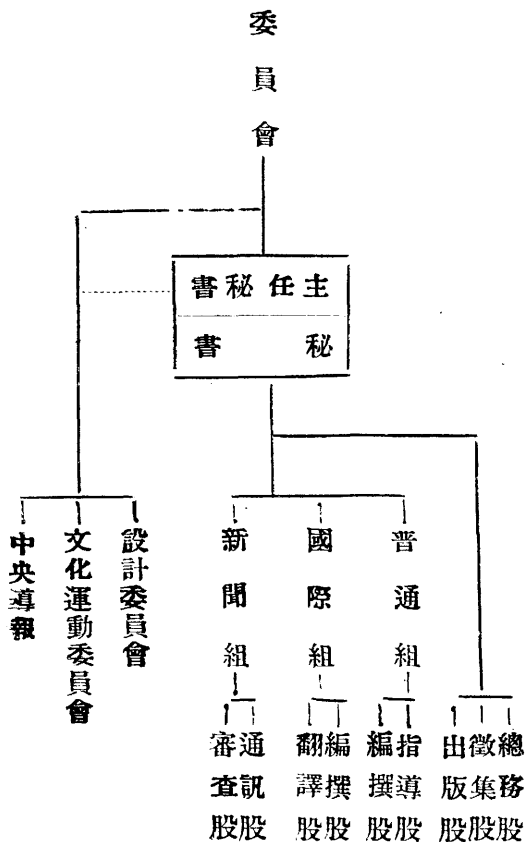 委員會
主任秘書
秘書
普通組
國際組
新聞組
設計委員會
文化運動委員會
中央導報
總務股
徵集股
出版股
指導股
編撰股
編撰股
翻譯股
通訊股
審查股